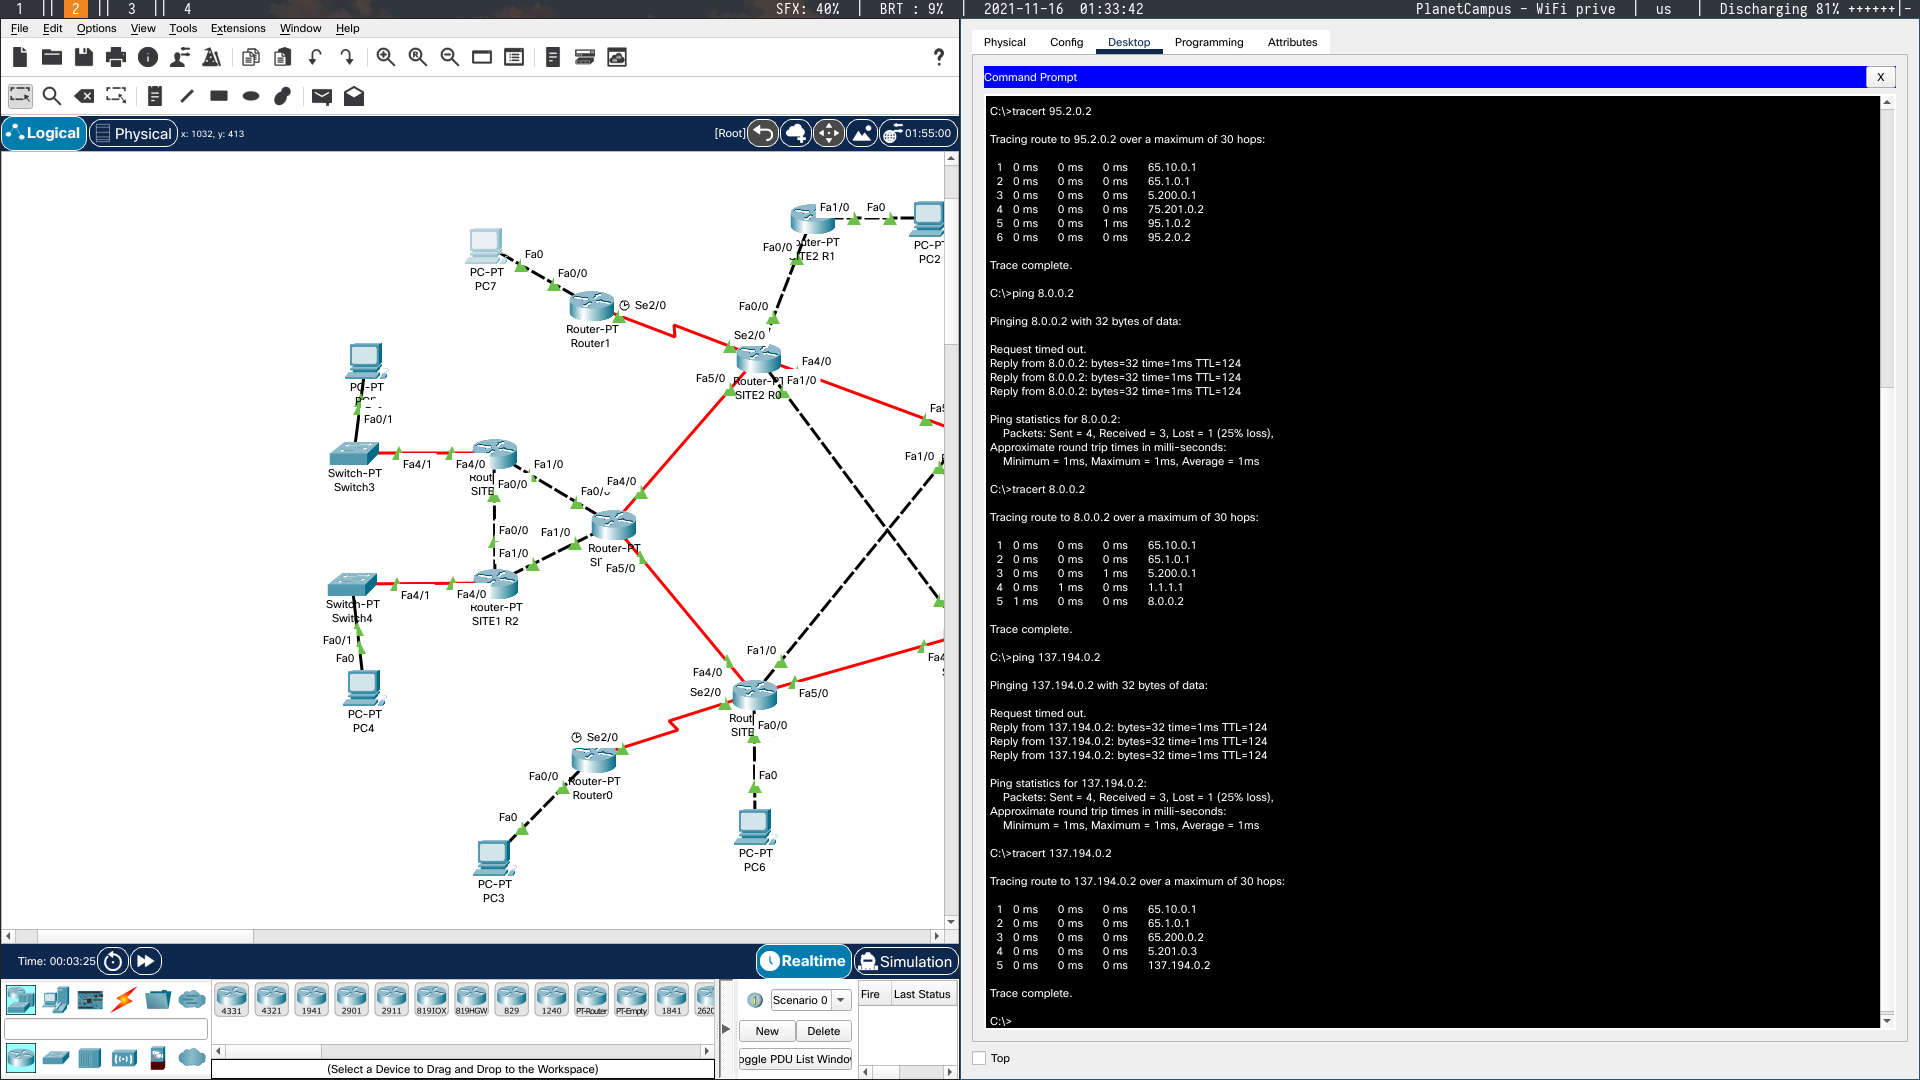 1 || 2 || 3 || 4
SFX: 40% | BRT : 9% | 2021-11-16 01:33:42
PlanetCampus - WiFi prive | us | Discharging 81% ++++++|-
File Edit Options View Tools Extensions Window Help
?
Logical Physical x: 1032, y: 413 [Root] 01:55:00
Fa1/0 Fa0
PC2
Fa0/0
SITE2 R1
PC-PT
PC7
Fa0
Fa0/0
Se2/0
Router-PT
Router1
Fa0/0
Se2/0
Fa4/0
Fa5/0
Fa1/0
SITE2 R0
PC-PT
Fa0/1
Fa4/1
Fa4/0
Switch-PT
Switch3
Fa0/0
Fa1/0
Fa4/0
Fa1/0
Fa0/0
Fa1/0
Fa1/0
Router-PT
Fa5/0
Switch-PT
Switch4
Fa4/1
Fa4/0
Router-PT
SITE1 R2
Fa0/1
Fa0
PC-PT
PC4
Fa1/0
Fa4/0
Se2/0
Fa5/0
Fa0/0
Se2/0
Fa0/0
Router-PT
Router0
Fa0
Fa0
PC-PT
PC6
PC-PT
PC3
Time: 00:03:25
Realtime Simulation
4331 4321 1941 2901 2911 819IOX 819HGW 829 1240 PT-Router PT-Empty 1841 2620
Scenario 0
New Delete
oggle PDU List Windo
Fire Last Status
(Select a Device to Drag and Drop to the Workspace)
Physical Config Desktop Programming Attributes
Command Prompt X
C:\>tracert 95.2.0.2
Tracing route to 95.2.0.2 over a maximum of 30 hops:
1 0 ms 0 ms 0 ms 65.10.0.1
2 0 ms 0 ms 0 ms 65.1.0.1
3 0 ms 0 ms 0 ms 5.200.0.1
4 0 ms 0 ms 0 ms 75.201.0.2
5 0 ms 0 ms 1 ms 95.1.0.2
6 0 ms 0 ms 0 ms 95.2.0.2
Trace complete.
C:\>ping 8.0.0.2
Pinging 8.0.0.2 with 32 bytes of data:
Request timed out.
Reply from 8.0.0.2: bytes=32 time=1ms TTL=124
Reply from 8.0.0.2: bytes=32 time=1ms TTL=124
Reply from 8.0.0.2: bytes=32 time=1ms TTL=124
Ping statistics for 8.0.0.2:
Packets: Sent = 4, Received = 3, Lost = 1 (25% loss),
Approximate round trip times in milli-seconds:
Minimum = 1ms, Maximum = 1ms, Average = 1ms
C:\>tracert 8.0.0.2
Tracing route to 8.0.0.2 over a maximum of 30 hops:
1 0 ms 0 ms 0 ms 65.10.0.1
2 0 ms 0 ms 0 ms 65.1.0.1
3 0 ms 0 ms 1 ms 5.200.0.1
4 0 ms 1 ms 0 ms 1.1.1.1
5 1 ms 0 ms 0 ms 8.0.0.2
Trace complete.
C:\>ping 137.194.0.2
Pinging 137.194.0.2 with 32 bytes of data:
Request timed out.
Reply from 137.194.0.2: bytes=32 time=1ms TTL=124
Reply from 137.194.0.2: bytes=32 time=1ms TTL=124
Reply from 137.194.0.2: bytes=32 time=1ms TTL=124
Ping statistics for 137.194.0.2:
Packets: Sent = 4, Received = 3, Lost = 1 (25% loss),
Approximate round trip times in milli-seconds:
Minimum = 1ms, Maximum = 1ms, Average = 1ms
C:\>tracert 137.194.0.2
Tracing route to 137.194.0.2 over a maximum of 30 hops:
1 0 ms 0 ms 0 ms 65.10.0.1
2 0 ms 0 ms 0 ms 65.1.0.1
3 0 ms 0 ms 0 ms 65.200.0.2
4 0 ms 0 ms 0 ms 5.201.0.3
5 0 ms 0 ms 0 ms 137.194.0.2
Trace complete.
C:\>
Top